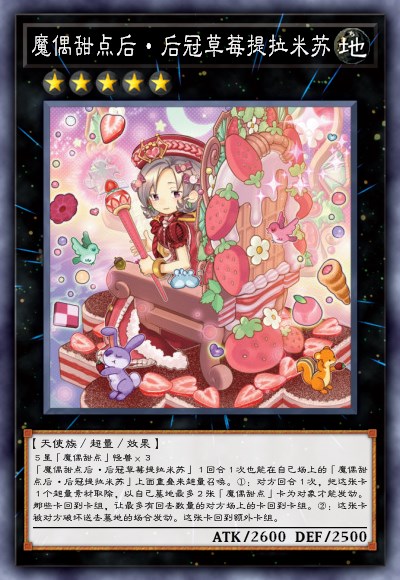 魔偶甜点后·后冠草莓提拉米苏 地
【天使族/超量/效果】
5星「魔偶甜点」怪兽×3
「魔偶甜点后·后冠草莓提拉米苏」1回合1次也能在自己场上的「魔偶甜
点后·后冠提拉米苏」上面重叠来超量召唤。①：对方回合1次，把这张卡
1个超量素材取除，以自己墓地最多2张「魔偶甜点」卡为对象才能发动。
那些卡回到卡组，让最多有回去数量的对方场上的卡回到卡组。②：这张卡
被对方破坏送去墓地的场合发动。这张卡回到额外卡组。
ATK/2600 DEF/2500